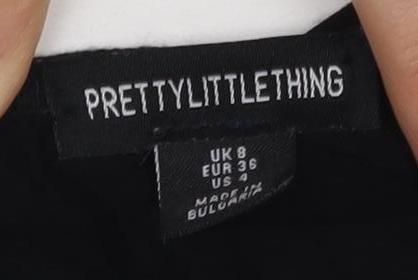 PRETTYLITTLETHING
UK 8
EUR 36
US 4
MADE IN
BULGARIA